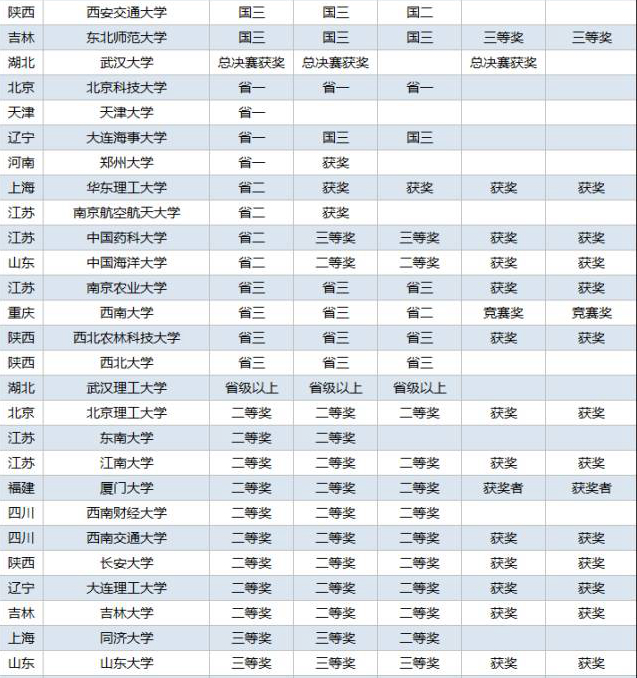 陕西 西安交通大学 国三 国三 国二
吉林 东北师范大学 国三 国三 国三 三等奖 三等奖
湖北 武汉大学 总决赛获奖 总决赛获奖 总决赛获奖
北京 北京科技大学 省一 省一 省一
天津 天津大学 省一
辽宁 大连海事大学 省一 国三 国三
河南 郑州大学 省一 获奖
上海 华东理工大学 省二 获奖 获奖 获奖 获奖
江苏 南京航空航天大学 省二 获奖
江苏 中国药科大学 省二 三等奖 三等奖 获奖 获奖
山东 中国海洋大学 省二 二等奖 二等奖 获奖 获奖
江苏 南京农业大学 省三 省三 省三 获奖 获奖
重庆 西南大学 省三 省三 省二 竞赛奖 竞赛奖
陕西 西北农林科技大学 省三 省三 省三 获奖 获奖
陕西 西北大学 省三 省三 省三
湖北 武汉理工大学 省级以上 省级以上 省级以上
北京 北京理工大学 二等奖 二等奖 二等奖 获奖 获奖
江苏 东南大学 二等奖 二等奖
江苏 江南大学 二等奖 二等奖 二等奖 获奖 获奖
福建 厦门大学 二等奖 二等奖 二等奖 获奖者 获奖者
四川 西南财经大学 二等奖 二等奖 二等奖
四川 西南交通大学 二等奖 二等奖 二等奖 获奖 获奖
陕西 长安大学 二等奖 二等奖 二等奖 获奖 获奖
辽宁 大连理工大学 二等奖 二等奖 二等奖 获奖 获奖
吉林 吉林大学 二等奖 二等奖 二等奖 获奖 获奖
上海 同济大学 三等奖 三等奖 二等奖
山东 山东大学 三等奖 三等奖 三等奖 获奖 获奖